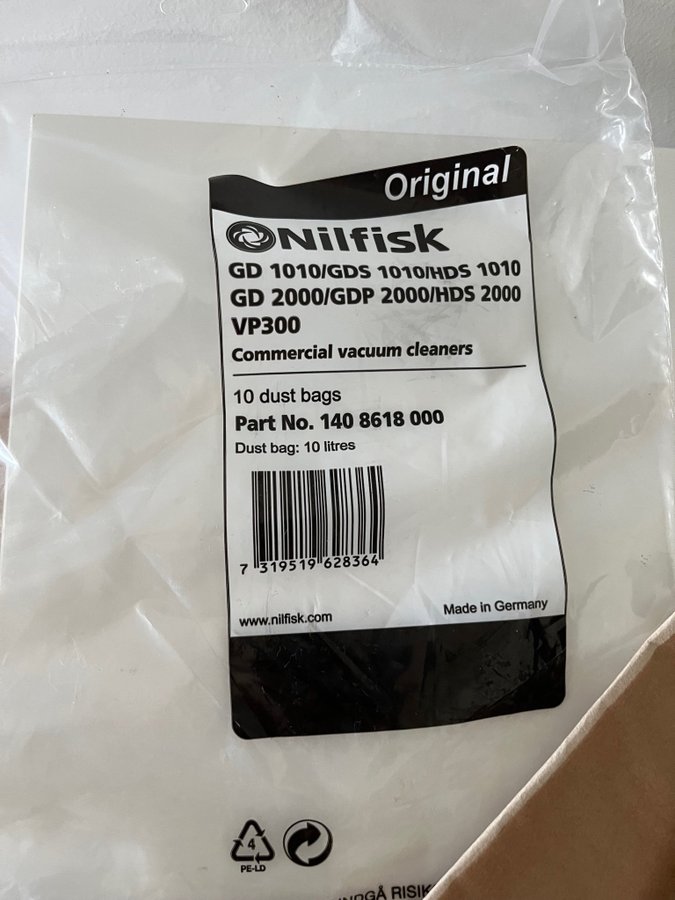 Original
Nilfisk
GD 1010/GDS 1010/HDS 1010
GD 2000/GDP 2000/HDS 2000
VP300
Commercial vacuum cleaners
10 dust bags
Part No. 140 8618 000
Dust bag: 10 litres
7 319519 628364
www.nilfisk.com
Made in Germany
4
PE-LD